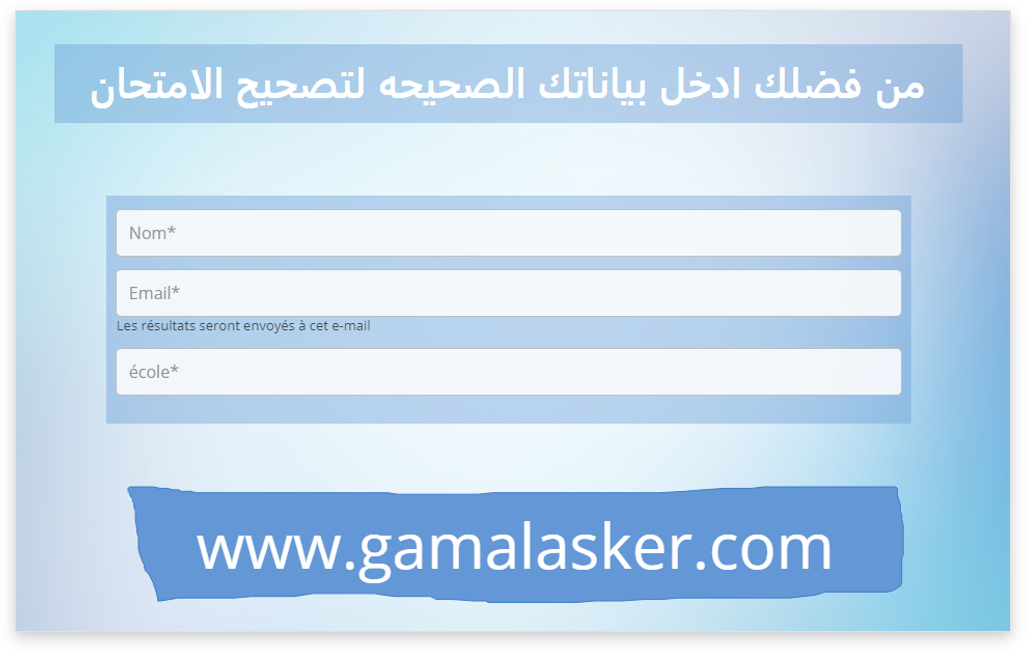 من فضلك ادخل بياناتك الصحيحه لتصحيح الامتحان
Nom*
Email*
Les résultats seront envoyés à cet e-mail
école*
www.gamalasker.com